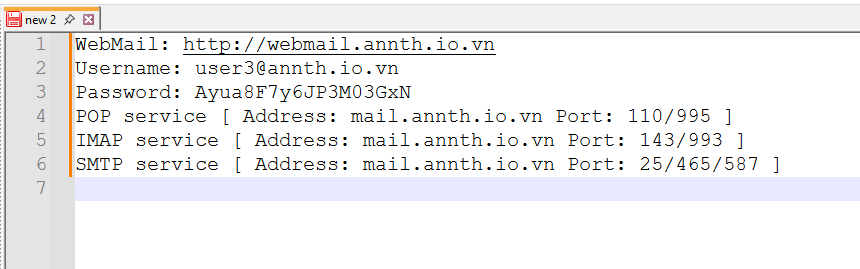 new 2
1 WebMail: http://webmail.annth.io.vn
2 Username: user3@annth.io.vn
3 Password: Ayua8F7y6JP3M03GxN
4 POP service [ Address: mail.annth.io.vn Port: 110/995 ]
5 IMAP service [ Address: mail.annth.io.vn Port: 143/993 ]
6 SMTP service [ Address: mail.annth.io.vn Port: 25/465/587 ]
7